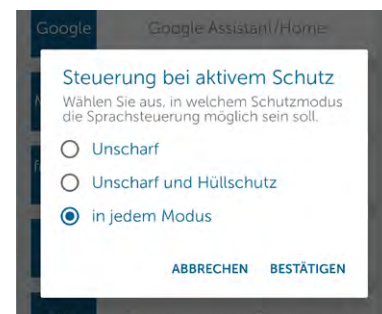 Google Google Assistant/Home
Steuerung bei aktivem Schutz
Wählen Sie aus, in welchem Schutzmodus
die Sprachsteuerung möglich sein soll.
Unscharf
Unscharf und Hüllschutz
in jedem Modus
ABBRECHEN BESTÄTIGEN